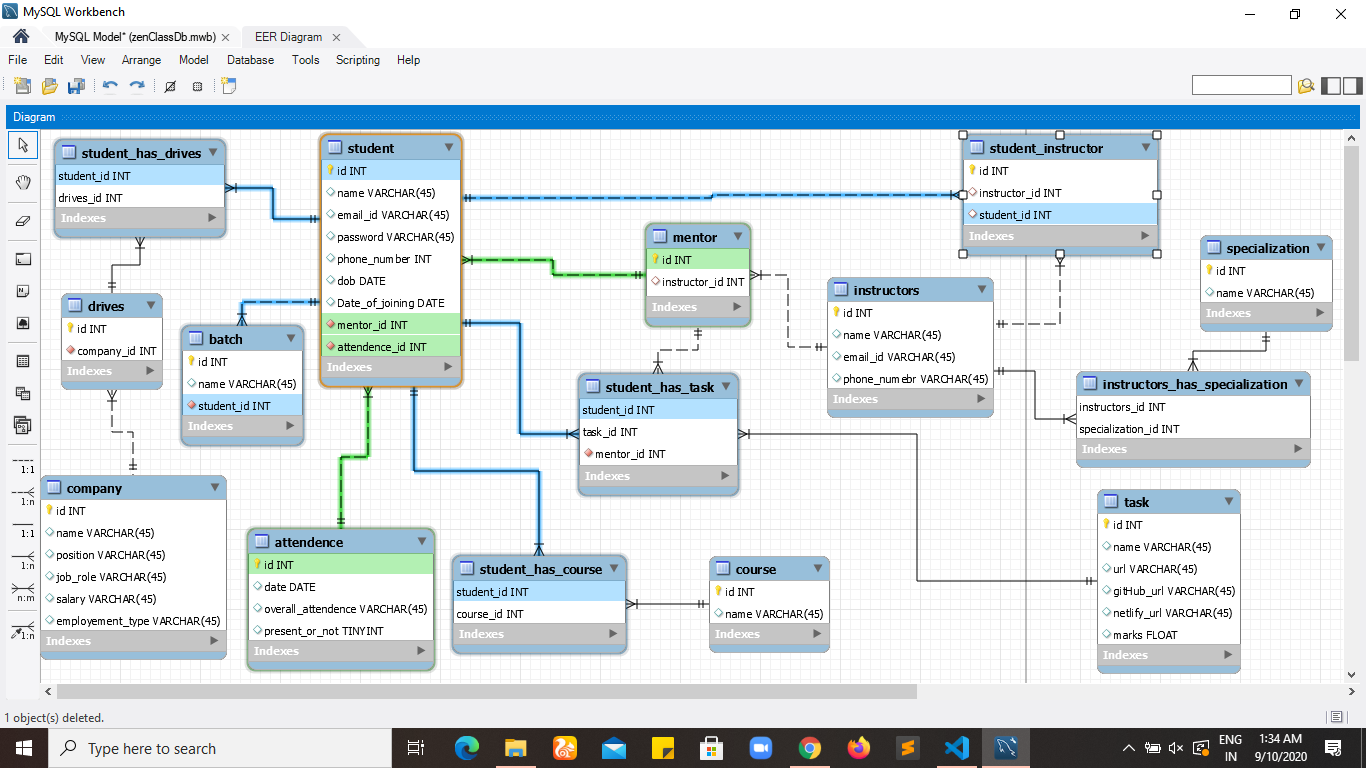 MySQL Workbench
MySQL Model* (zenClassDb.mwb)
EER Diagram
File Edit View Arrange Model Database Tools Scripting Help
Diagram
1:1
1:n
1:1
1:n
n:m
1:n
student_has_drives
student_id INT
drives_id INT
Indexes
student
id INT
name VARCHAR(45)
email_id VARCHAR(45)
password VARCHAR(45)
phone_number INT
dob DATE
Date_of_joining DATE
mentor_id INT
attendence_id INT
Indexes
student_instructor
id INT
instructor_id INT
student_id INT
Indexes
mentor
id INT
instructor_id INT
Indexes
specialization
id INT
name VARCHAR(45)
Indexes
drives
id INT
company_id INT
Indexes
batch
id INT
name VARCHAR(45)
student_id INT
Indexes
instructors
id INT
name VARCHAR(45)
email_id VARCHAR(45)
phone_numebr INT
Indexes
student_has_task
student_id INT
task_id INT
mentor_id INT
Indexes
instructors_has_specialization
instructors_id INT
specialization_id INT
Indexes
company
id INT
name VARCHAR(45)
position VARCHAR(45)
job_role VARCHAR(45)
salary VARCHAR(45)
employement_type VARCHAR(45)
Indexes
attendence
id INT
date DATE
overall_attendence VARCHAR(45)
present_or_not TINYINT
Indexes
student_has_course
student_id INT
course_id INT
Indexes
course
id INT
name VARCHAR(45)
Indexes
task
id INT
name VARCHAR(45)
url VARCHAR(45)
gitHub_url VARCHAR(45)
netlify_url VARCHAR(45)
marks FLOAT
Indexes
1 object(s) deleted.
Type here to search
ENG
IN
1:34 AM
9/10/2020